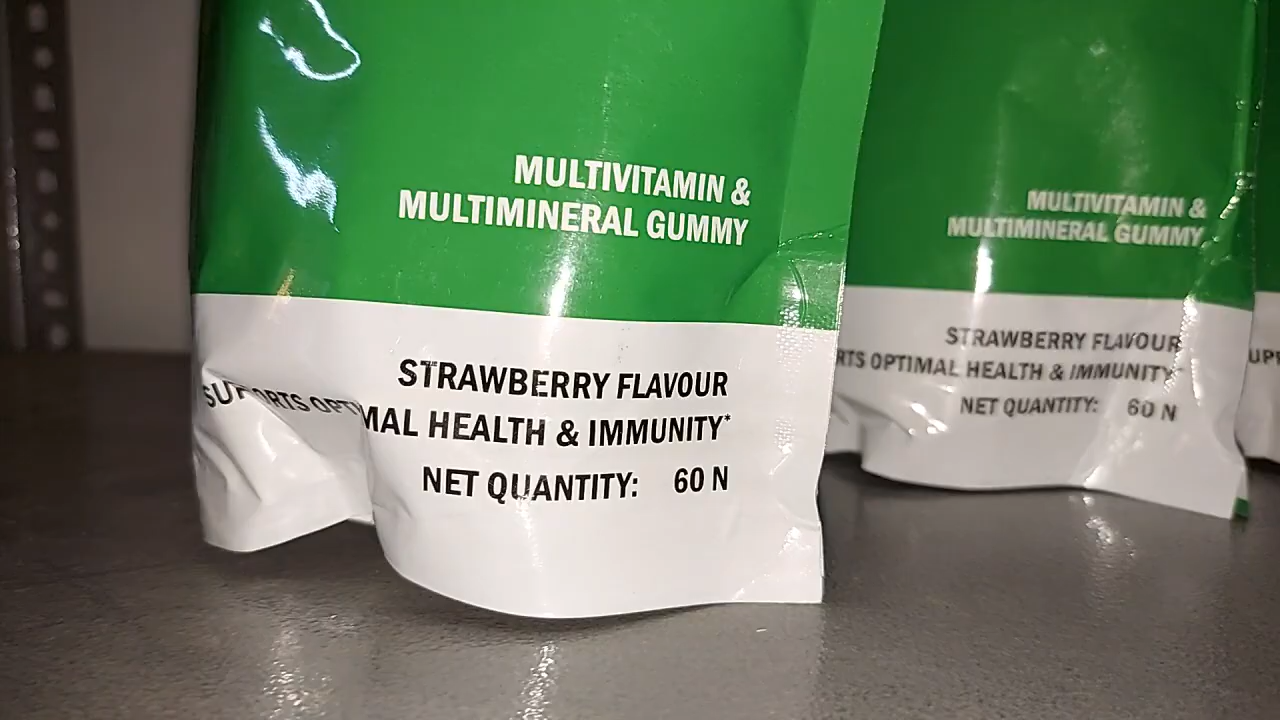 MULTIVITAMIN &
MULTIMINERAL GUMMY
STRAWBERRY FLAVOUR
SUPPORTS OPTIMAL HEALTH & IMMUNITY*
NET QUANTITY: 60 N
MULTIVITAMIN &
MULTIMINERAL GUMMY
STRAWBERRY FLAVOUR
RTS OPTIMAL HEALTH & IMMUNITY*
NET QUANTITY: 60 N
SUPP